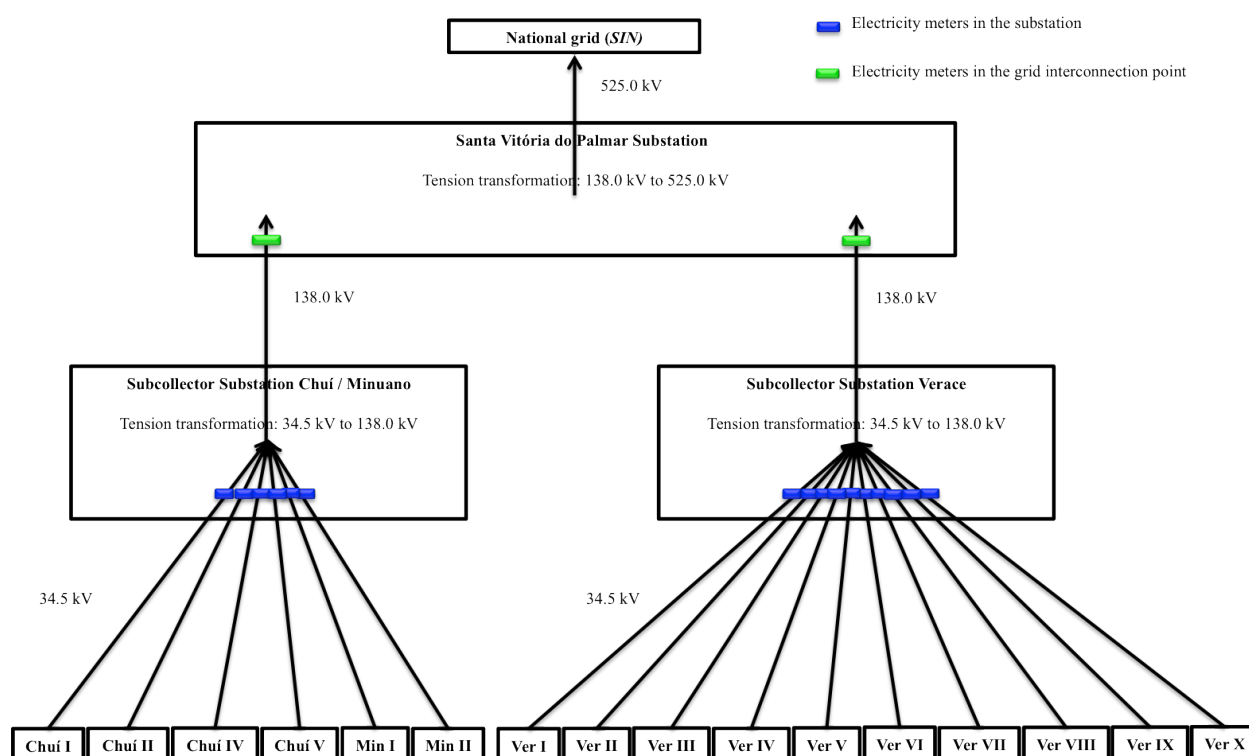 National grid (SIN)
Electricity meters in the substation
Electricity meters in the grid interconnection point
525.0 kV
Santa Vitória do Palmar Substation
Tension transformation: 138.0 kV to 525.0 kV
138.0 kV
138.0 kV
Subcollector Substation Chuí / Minuano
Tension transformation: 34.5 kV to 138.0 kV
Subcollector Substation Verace
Tension transformation: 34.5 kV to 138.0 kV
34.5 kV
34.5 kV
Chuí I
Chuí II
Chuí IV
Chuí V
Min I
Min II
Ver I
Ver II
Ver III
Ver IV
Ver V
Ver VI
Ver VII
Ver VIII
Ver IX
Ver X